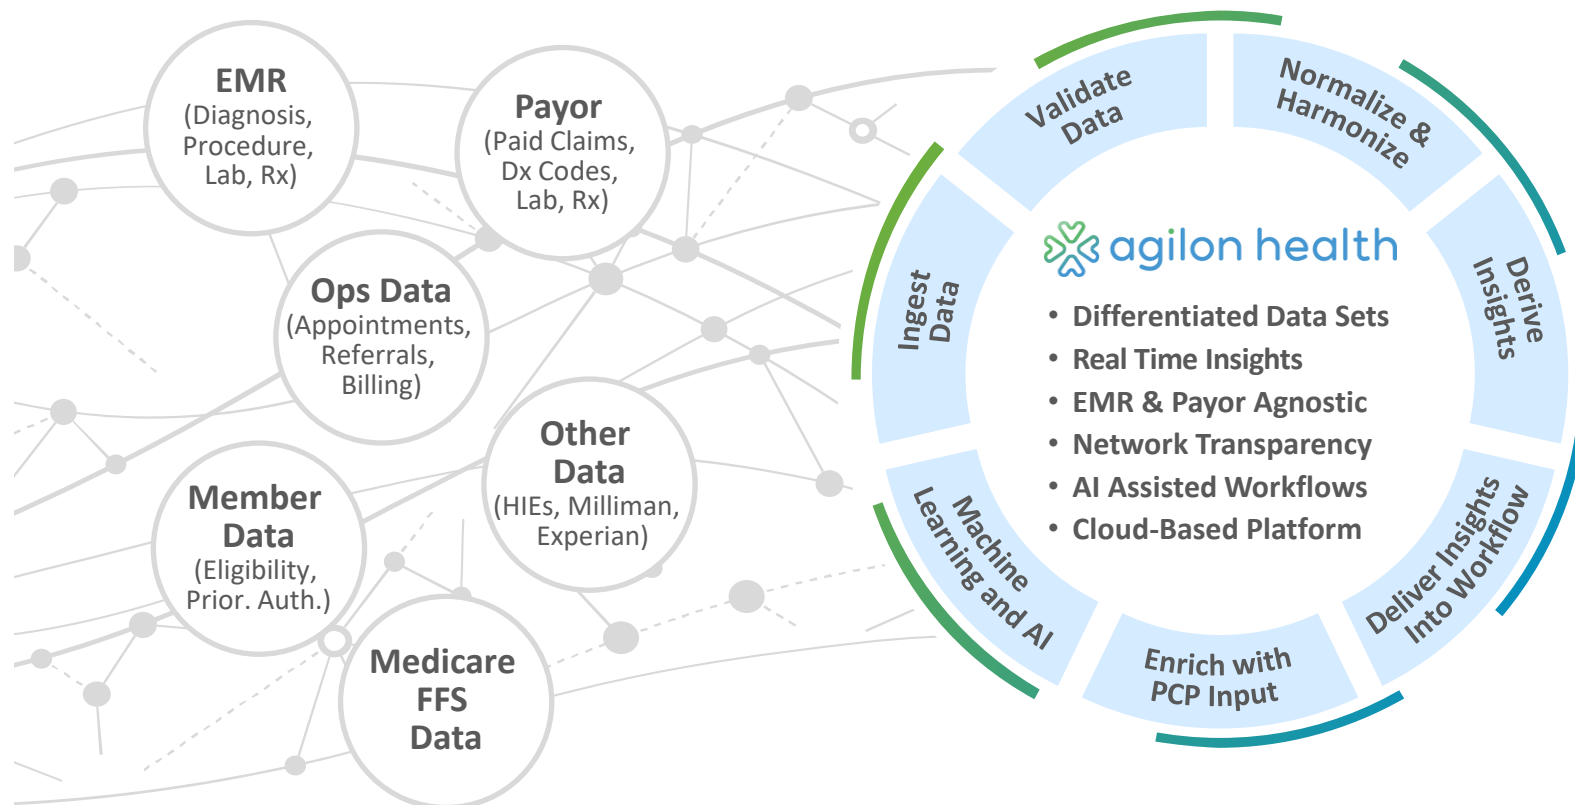 EMR
(Diagnosis,
Procedure,
Lab, Rx)
Payor
(Paid Claims,
Dx Codes,
Lab, Rx)
Ops Data
(Appointments,
Referrals,
Billing)
Other
Data
(HIEs, Milliman,
Experian)
Member
Data
(Eligibility,
Prior. Auth.)
Medicare
FFS
Data
Ingest
Data
Validate
Data
Normalize &
Harmonize
Derive
Insights
Deliver Insights
Into Workflow
Enrich with
PCP Input
Machine
Learning and AI
agilon health
• Differentiated Data Sets
• Real Time Insights
• EMR & Payor Agnostic
• Network Transparency
• AI Assisted Workflows
• Cloud-Based Platform